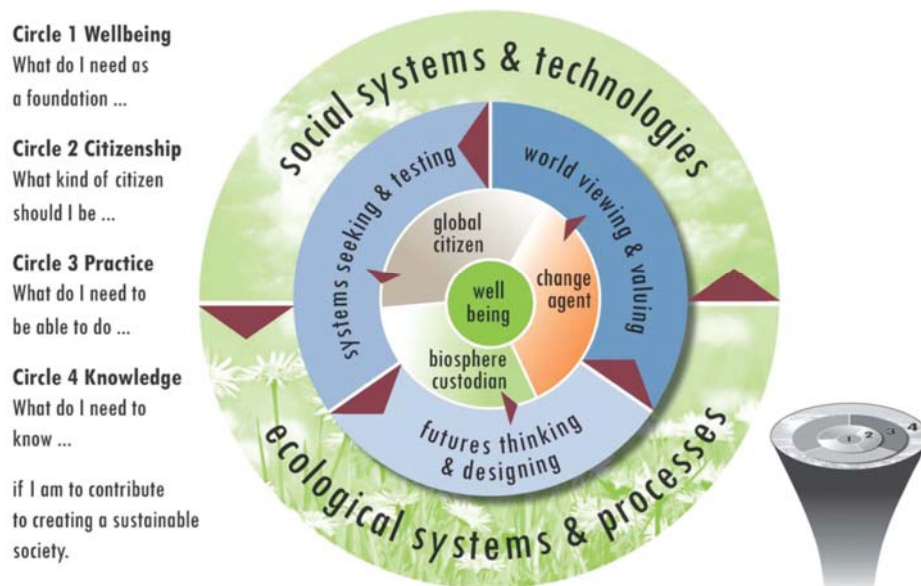 Circle 1 Wellbeing
What do I need as
a foundation ...
Circle 2 Citizenship
What kind of citizen
should I be ...
Circle 3 Practice
What do I need to
be able to do ...
Circle 4 Knowledge
What do I need to
know ...
if I am to contribute
to creating a sustainable
society.
social systems & technologies
systems seeking & testing
world viewing & valuing
global
citizen
change
agent
well
being
biosphere
custodian
futures thinking
& designing
ecological systems & processes
1
2
3
4